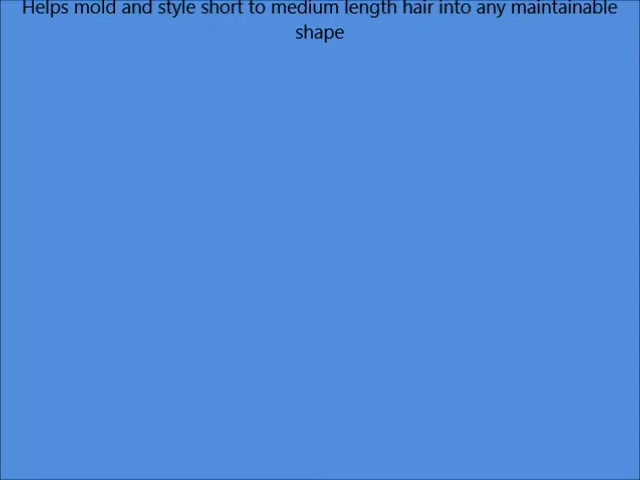 Helps mold and style short to medium length hair into any maintainable
shape